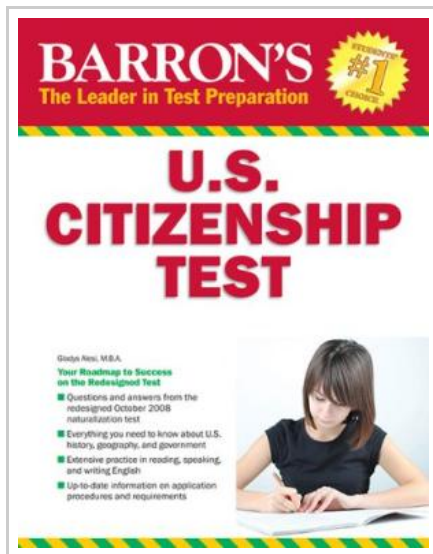 BARRON'S
The Leader in Test Preparation
STUDENTS'
#1
CHOICE
U.S.
CITIZENSHIP
TEST
Gladys Alesi, M.B.A.
Your Roadmap to Success
on the Redesigned Test
Questions and answers from the
redesigned October 2008
naturalization test
Everything you need to know about U.S.
history, geography, and government
Extensive practice in reading, speaking,
and writing English
Up-to-date information on application
procedures and requirements